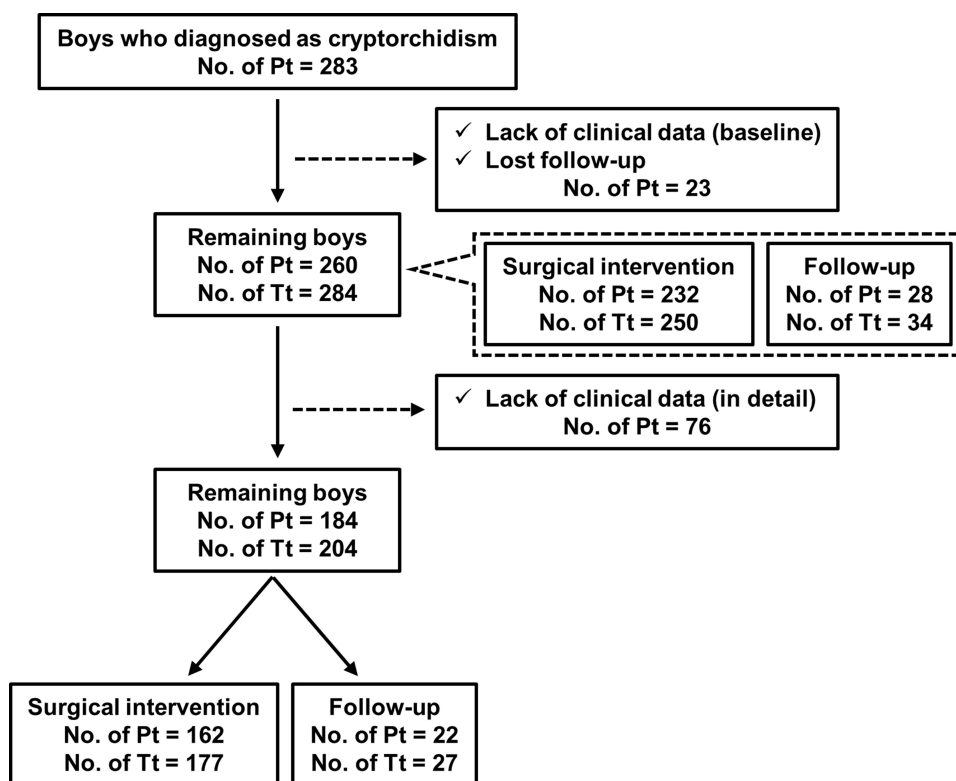 Boys who diagnosed as cryptorchidism
No. of Pt = 283
✓ Lack of clinical data (baseline)
✓ Lost follow-up
No. of Pt = 23
Remaining boys
No. of Pt = 260
No. of Tt = 284
Surgical intervention
No. of Pt = 232
No. of Tt = 250
Follow-up
No. of Pt = 28
No. of Tt = 34
✓ Lack of clinical data (in detail)
No. of Pt = 76
Remaining boys
No. of Pt = 184
No. of Tt = 204
Surgical intervention
No. of Pt = 162
No. of Tt = 177
Follow-up
No. of Pt = 22
No. of Tt = 27